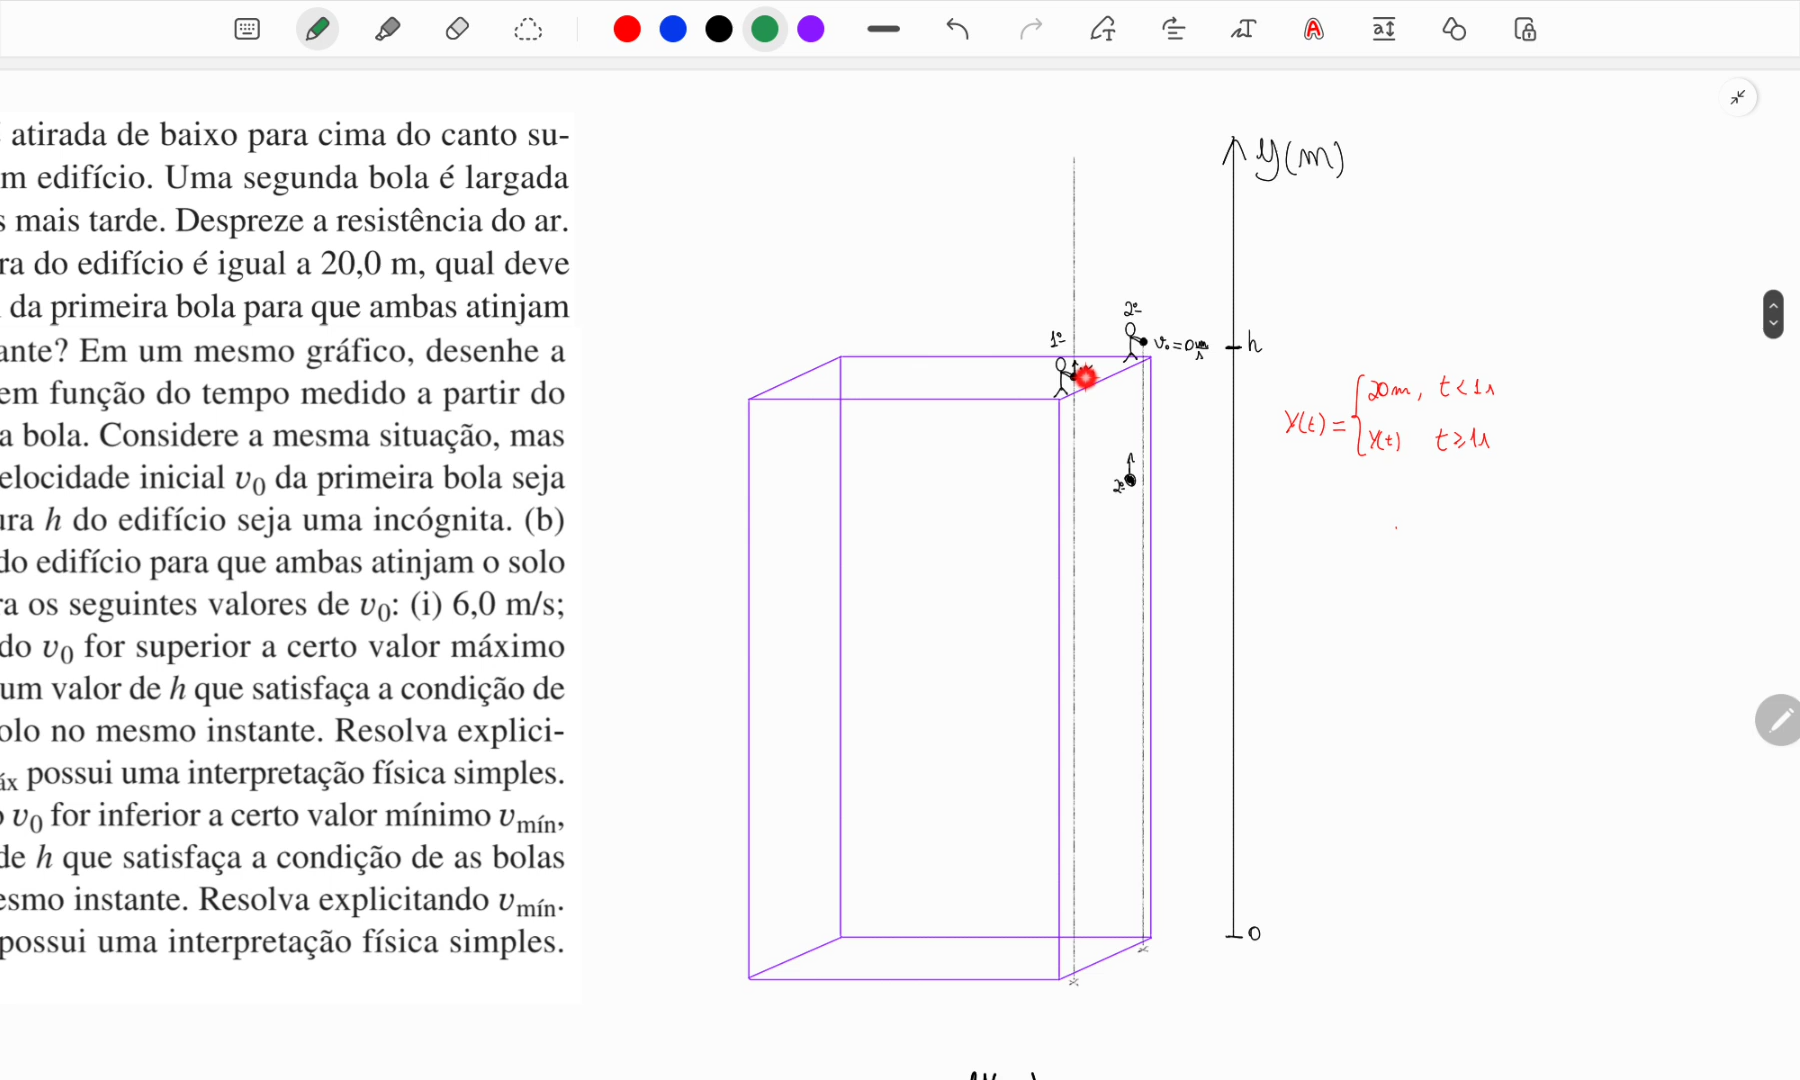 atirada de baixo para cima do canto su-
m edifício. Uma segunda bola é largada
s mais tarde. Despreze a resistência do ar.
ra do edifício é igual a 20,0 m, qual deve
da primeira bola para que ambas atinjam
ante? Em um mesmo gráfico, desenhe a
em função do tempo medido a partir do
a bola. Considere a mesma situação, mas
elocidade inicial v₀ da primeira bola seja
ura h do edifício seja uma incógnita. (b)
do edifício para que ambas atinjam o solo
ra os seguintes valores de v₀: (i) 6,0 m/s;
do v₀ for superior a certo valor máximo
um valor de h que satisfaça a condição de
olo no mesmo instante. Resolva explici-
áx possui uma interpretação física simples.
o v₀ for inferior a certo valor mínimo vmín,
de h que satisfaça a condição de as bolas
esmo instante. Resolva explicitando vmín.
possui uma interpretação física simples.
y(m)
2º
1º
v₀ = 0 m/s
h
2º
0
y(t) = { 20m, t < 1s
y(t) t ≥ 1s